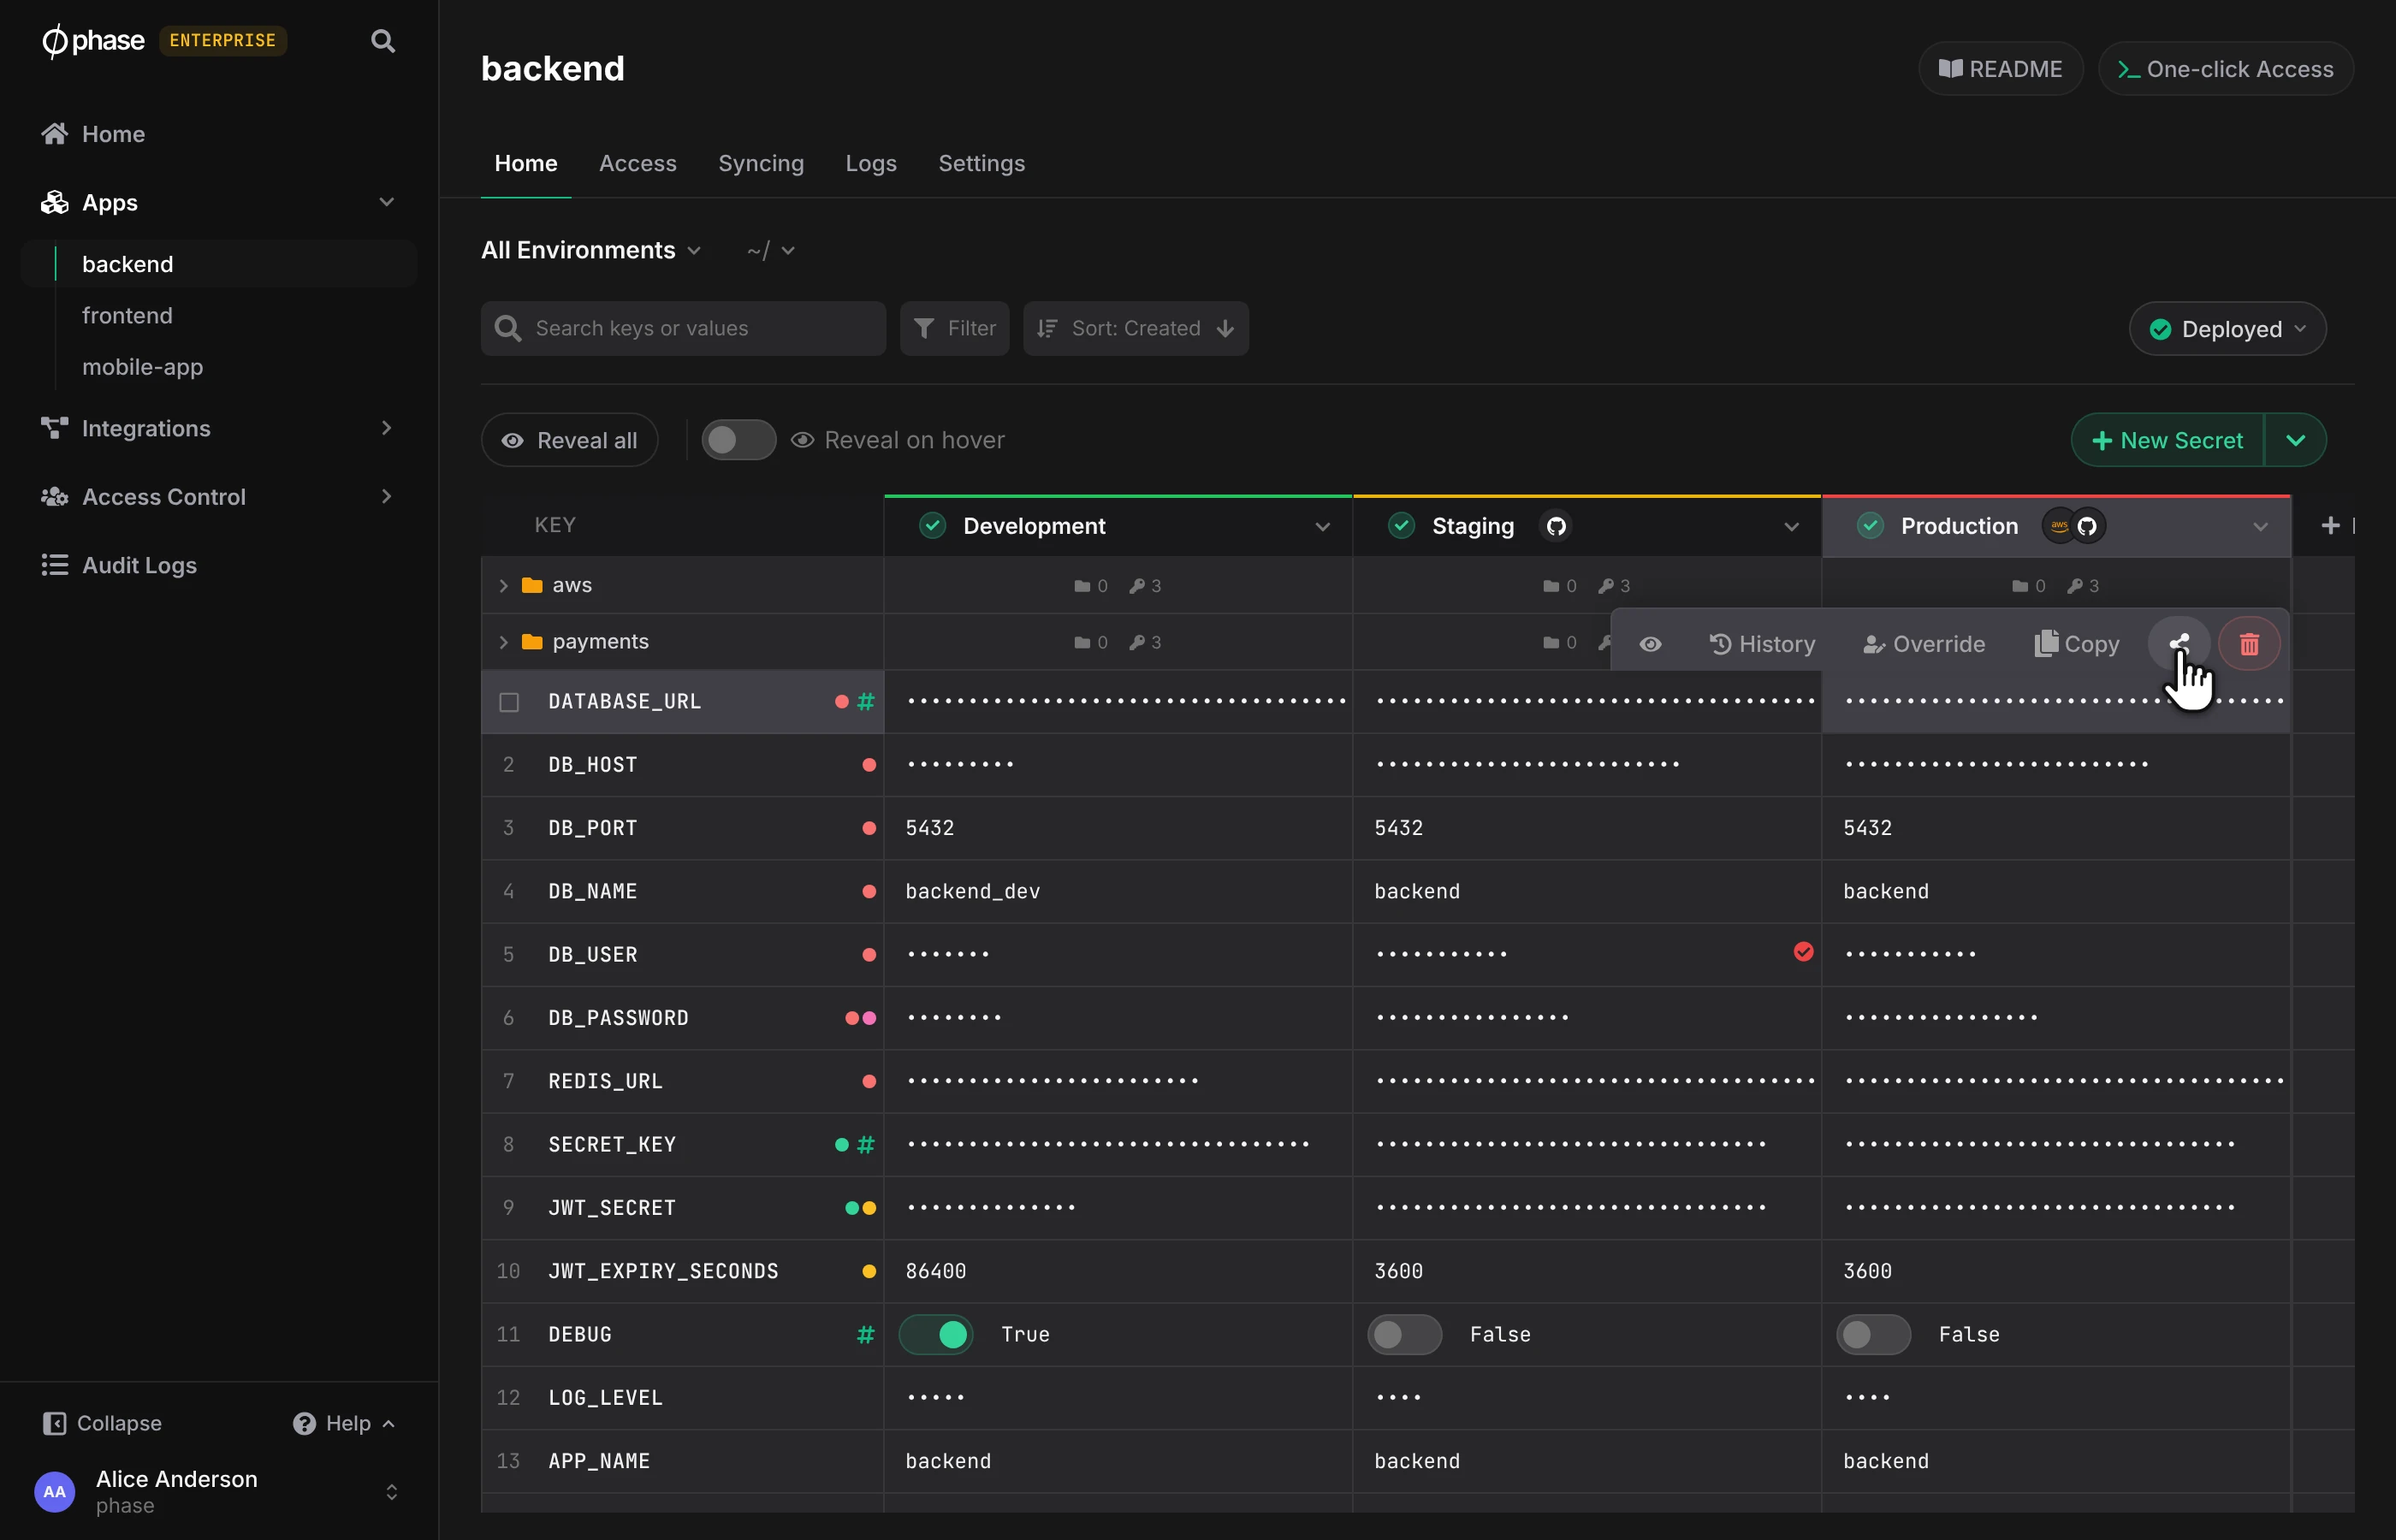 phase ENTERPRISE
Home
Apps
backend
frontend
mobile-app
Integrations
Access Control
Audit Logs
Collapse
Help
AA
Alice Anderson
phase
backend
README
>_ One-click Access
Home Access Syncing Logs Settings
All Environments ~/
Search keys or values Filter Sort: Created Deployed
Reveal all Reveal on hover + New Secret
KEY Development Staging Production aws +
aws 0 3 0 3 0 3
payments 0 3 0
History Override Copy
DATABASE_URL # ••••••••••••••••••••••••••••••••
2 DB_HOST
3 DB_PORT 5432 5432 5432
4 DB_NAME backend_dev backend backend
5 DB_USER
6 DB_PASSWORD
7 REDIS_URL
8 SECRET_KEY #
9 JWT_SECRET
10 JWT_EXPIRY_SECONDS 86400 3600 3600
11 DEBUG # True False False
12 LOG_LEVEL
13 APP_NAME backend backend backend